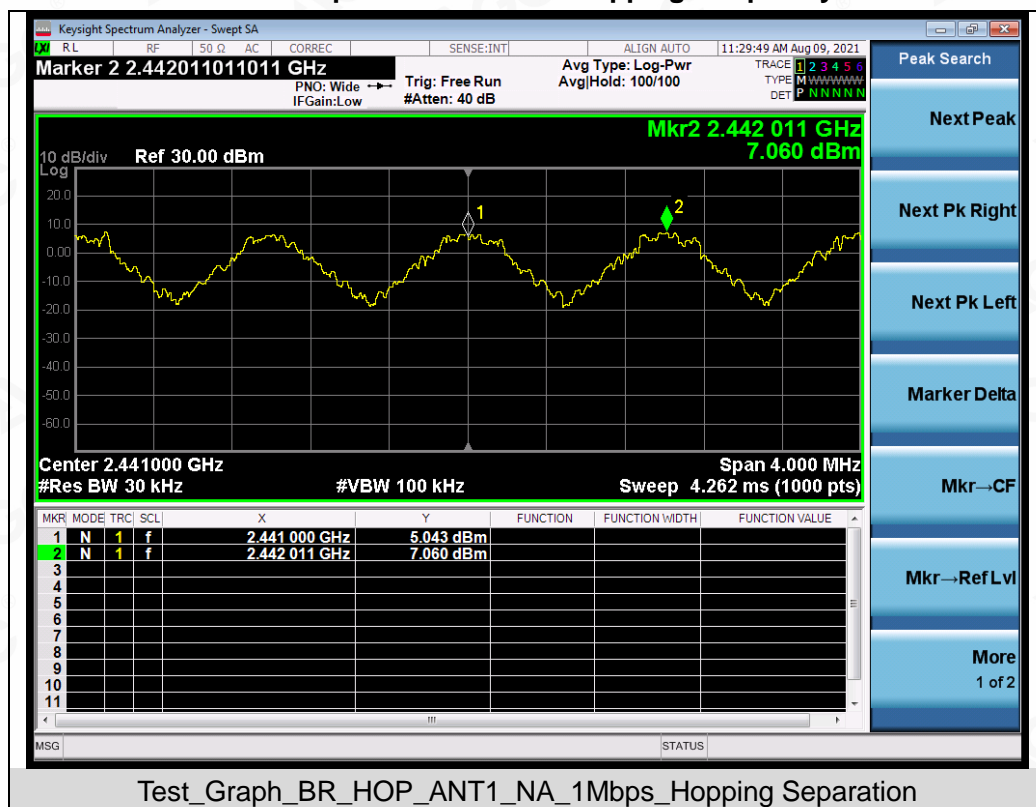 Keysight Spectrum Analyzer - Swept SA
LXI RL RF 50 Ω AC CORREC SENSE:INT ALIGN AUTO 11:29:49 AM Aug 09, 2021
Marker 2 2.442011011011 GHz
PNO: Wide
IFGain:Low
Trig: Free Run
#Atten: 40 dB
Avg Type: Log-Pwr
Avg|Hold: 100/100
TRACE 1 2 3 4 5 6
TYPE M WWWWW
DET P N N N N N
Mkr2 2.442 011 GHz
7.060 dBm
10 dB/div Ref 30.00 dBm
Log
20.0
10.0
0.00
-10.0
-20.0
-30.0
-40.0
-50.0
-60.0
1
2
Center 2.441000 GHz Span 4.000 MHz
#Res BW 30 kHz #VBW 100 kHz Sweep 4.262 ms (1000 pts)
MKR MODE TRC SCL X Y FUNCTION FUNCTION WIDTH FUNCTION VALUE
1 N 1 f 2.441 000 GHz 5.043 dBm
2 N 1 f 2.442 011 GHz 7.060 dBm
3
4
5
6
7
8
9
10
11
MSG STATUS
Peak Search
Next Peak
Next Pk Right
Next Pk Left
Marker Delta
Mkr→CF
Mkr→RefLvl
More
1 of 2
Test_Graph_BR_HOP_ANT1_NA_1Mbps_Hopping Separation